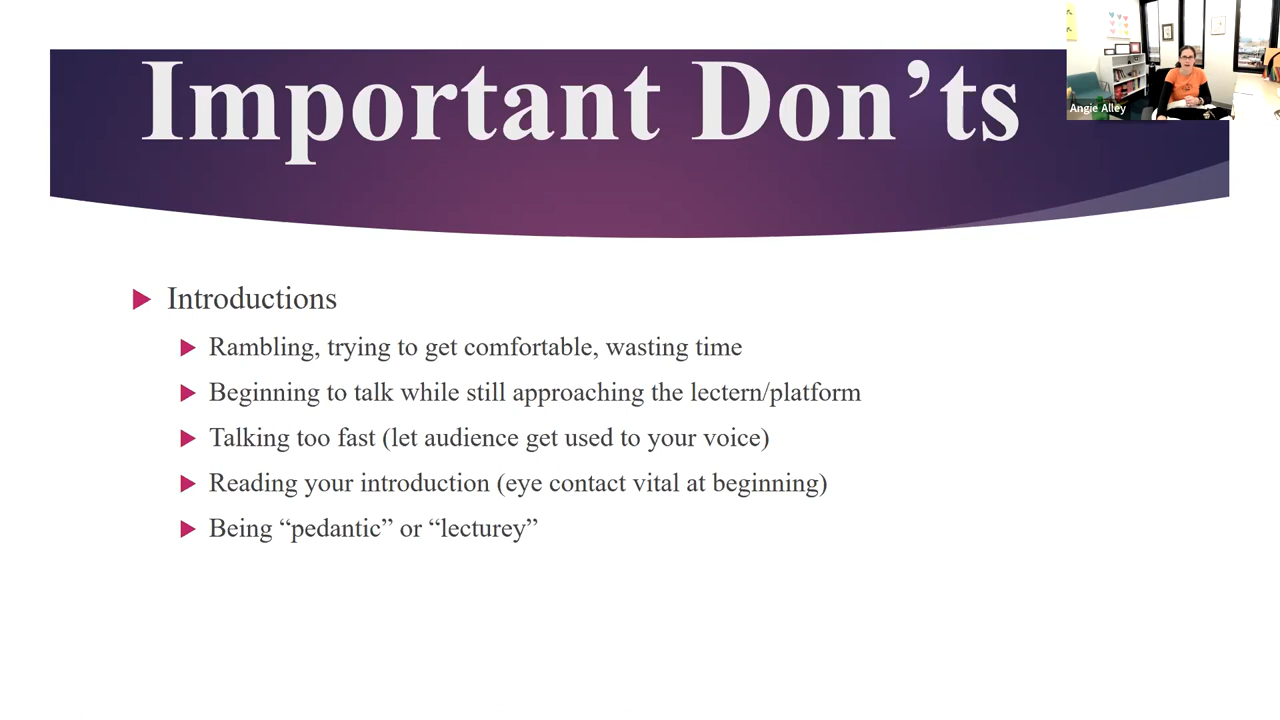 Important Don’ts
Angie Alley
Introductions
Rambling, trying to get comfortable, wasting time
Beginning to talk while still approaching the lectern/platform
Talking too fast (let audience get used to your voice)
Reading your introduction (eye contact vital at beginning)
Being “pedantic” or “lecturey”